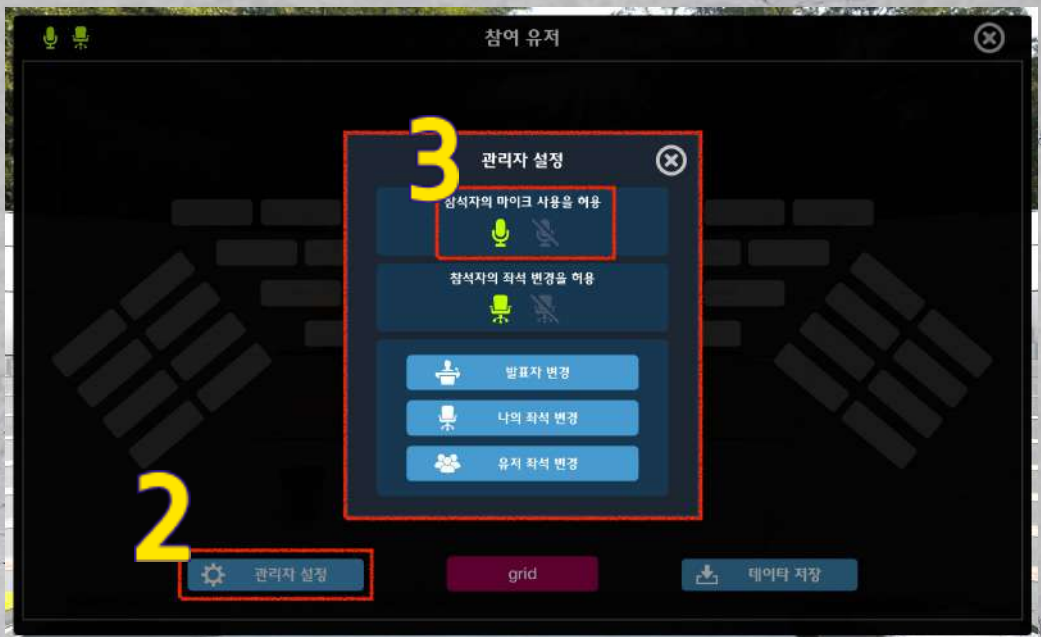 참여 유저
3
관리자 설정
참석자의 마이크 사용을 허용
참석자의 좌석 변경을 허용
발표자 변경
나의 좌석 변경
유저 좌석 변경
2
관리자 설정
grid
데이타 저장